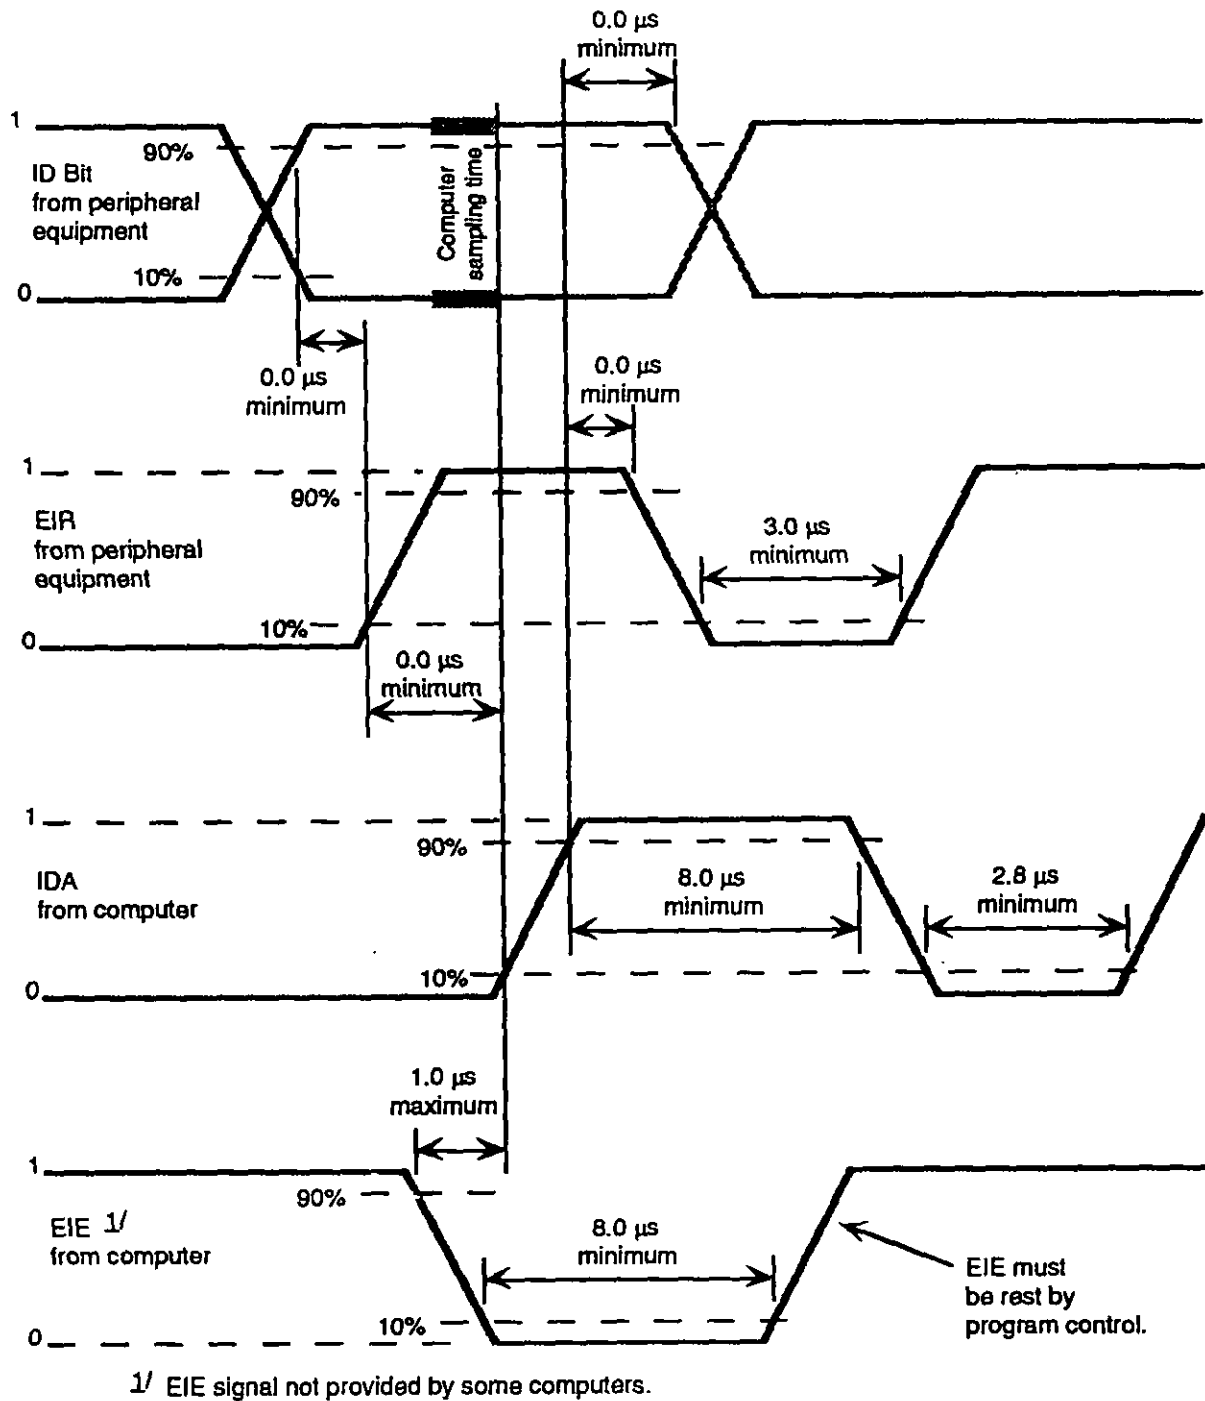 0.0 µs
minimum
1
90%
ID Bit
from peripheral
equipment
10%
0
Computer
sampling time
0.0 µs
minimum
0.0 µs
minimum
1
90%
EIR
from peripheral
equipment
3.0 µs
minimum
10%
0
0.0 µs
minimum
1
90%
IDA
from computer
8.0 µs
minimum
2.8 µs
minimum
10%
0
1.0 µs
maximum
1
90%
EIE 1/
from computer
8.0 µs
minimum
EIE must
be rest by
program control.
10%
0
1/ EIE signal not provided by some computers.